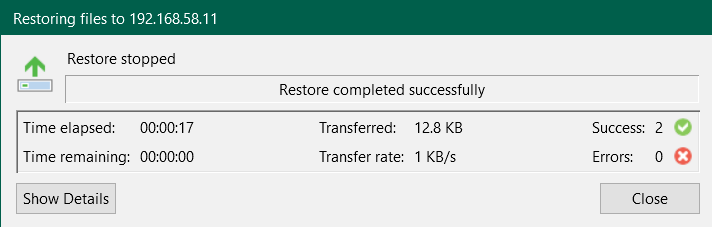 Restoring files to 192.168.58.11
Restore stopped
Restore completed successfully
Time elapsed: 00:00:17 Transferred: 12.8 KB Success: 2
Time remaining: 00:00:00 Transfer rate: 1 KB/s Errors: 0
Show Details Close